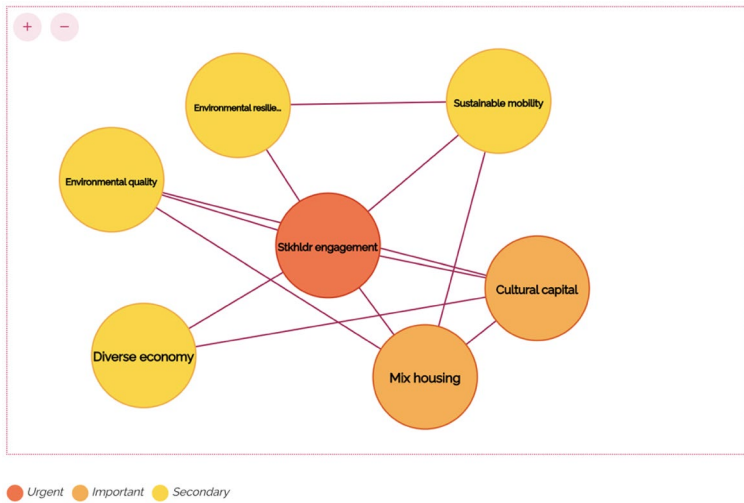 + −
Environmental resilie...
Sustainable mobility
Environmental quality
Stkhldr engagement
Cultural capital
Diverse economy
Mix housing
Urgent Important Secondary